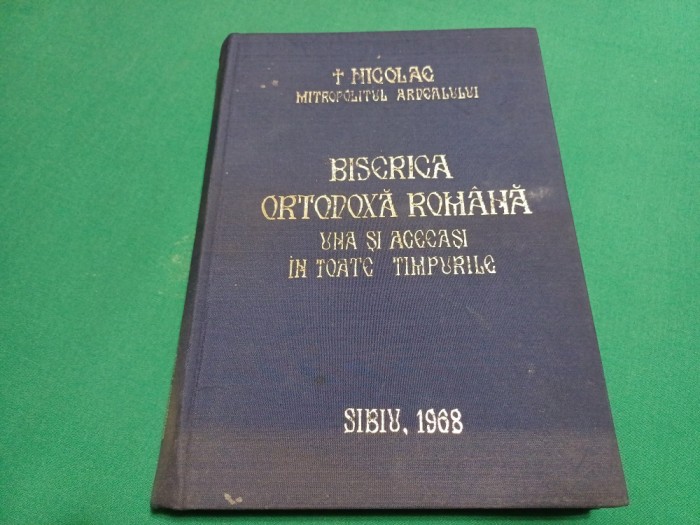 † NICOLAE
MITROPOLITUL ARDEALULUI
BISERICA
ORTODOXĂ ROMÂNĂ
UNA ȘI ACEEAȘI
ÎN TOATE TIMPURILE
SIBIU, 1968